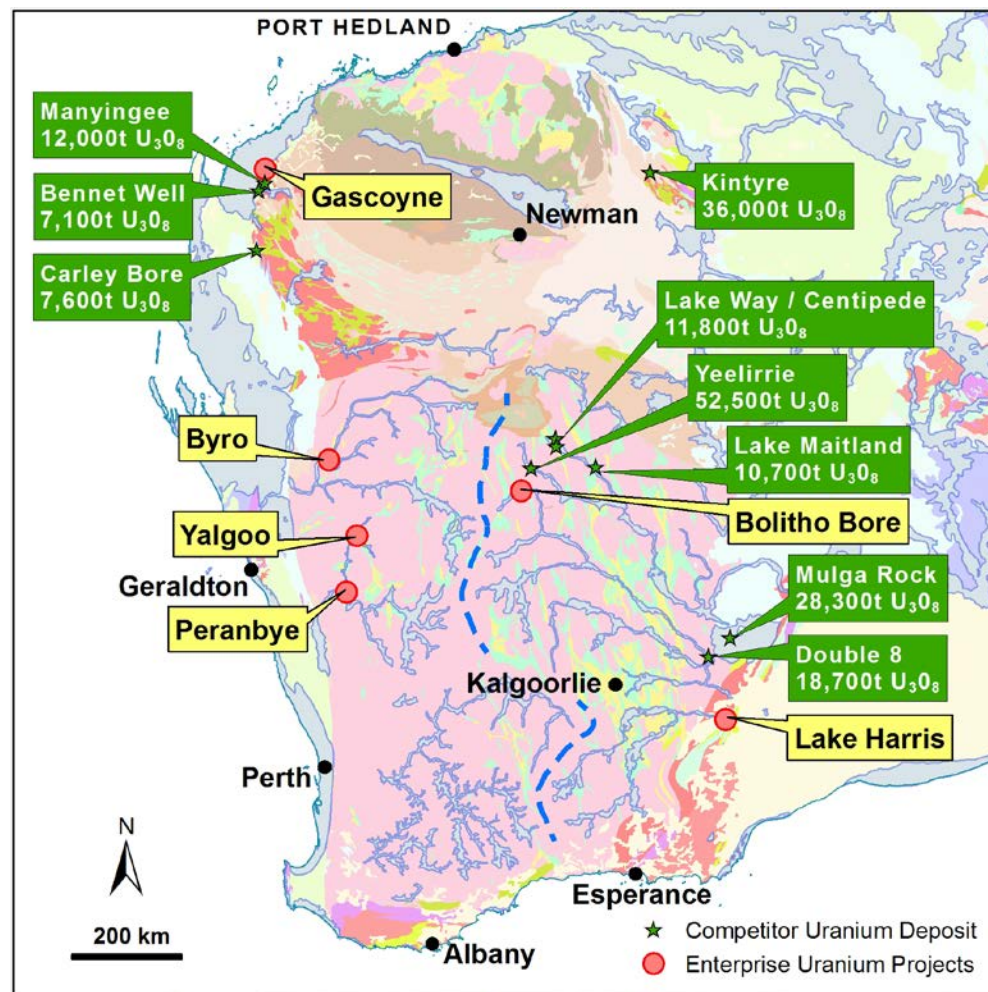 PORT HEDLAND
Manyingee
12,000t U₃0₈
Bennet Well
7,100t U₃0₈
Carley Bore
7,600t U₃0₈
Gascoyne
Newman
Kintyre
36,000t U₃0₈
Lake Way / Centipede
11,800t U₃0₈
Yeelirrie
52,500t U₃0₈
Lake Maitland
10,700t U₃0₈
Byro
Bolitho Bore
Yalgoo
Geraldton
Peranbye
Mulga Rock
28,300t U₃0₈
Double 8
18,700t U₃0₈
Kalgoorlie
Lake Harris
Perth
N
200 km
Esperance
Albany
Competitor Uranium Deposit
Enterprise Uranium Projects